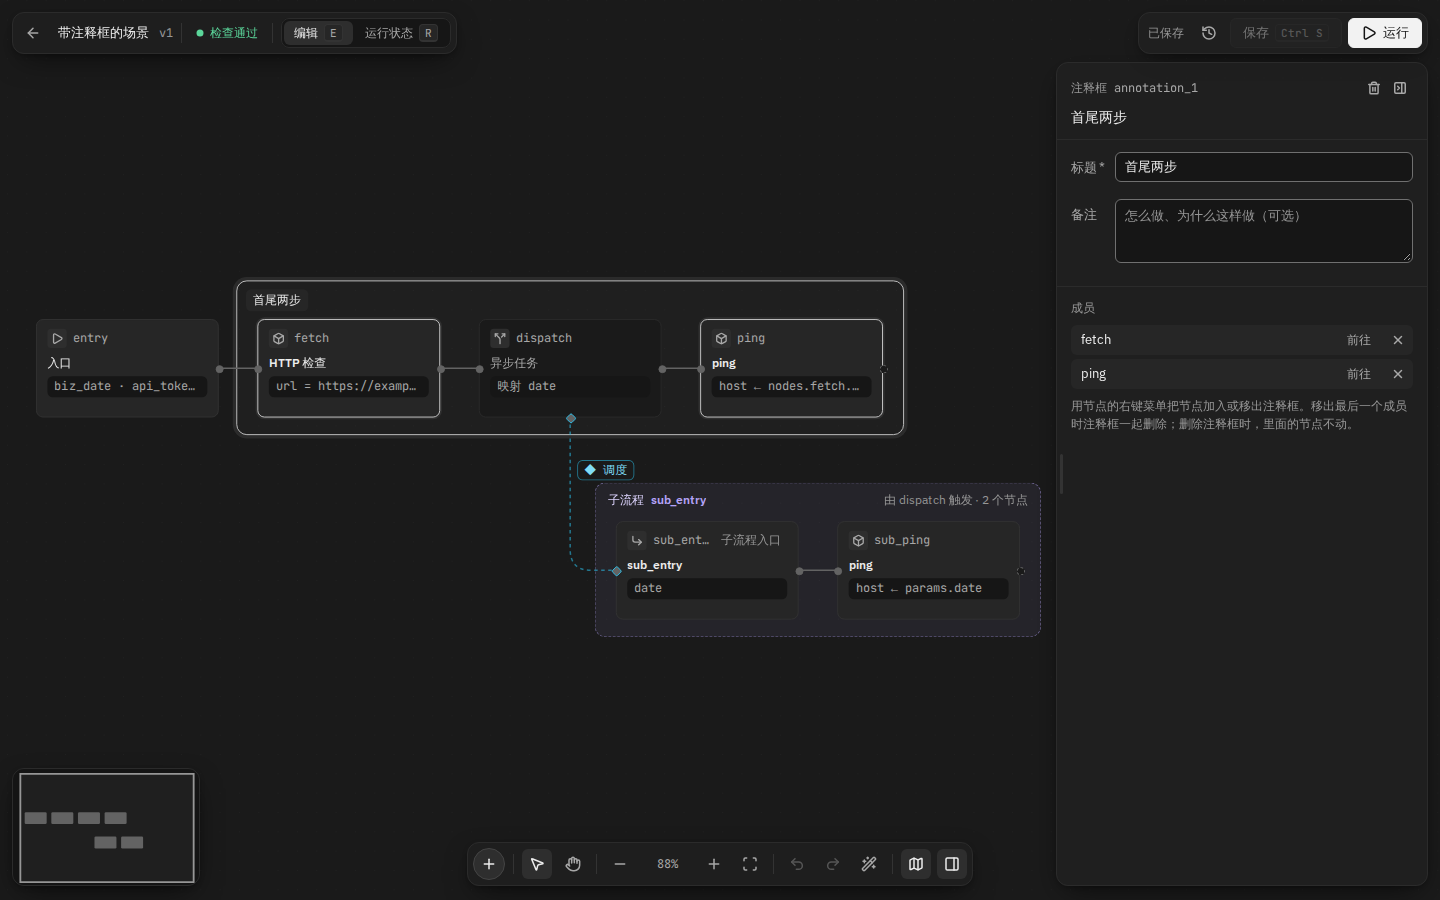 带注释框的场景 v1 检查通过 编辑 E 运行状态 R
已保存 保存 Ctrl S 运行
注释框 annotation_1
首尾两步
标题 * 首尾两步
备注 怎么做、为什么这样做（可选）
成员
fetch 前往
ping 前往
用节点的右键菜单把节点加入或移出注释框。移出最后一个成员
时注释框一起删除；删除注释框时，里面的节点不动。
首尾两步
entry
入口
biz_date · api_toke…
fetch
HTTP 检查
url = https://examp…
dispatch
异步任务
映射 date
ping
ping
host ← nodes.fetch.…
调度
子流程 sub_entry 由 dispatch 触发 · 2 个节点
sub_ent… 子流程入口
sub_entry
date
sub_ping
ping
host ← params.date
88%